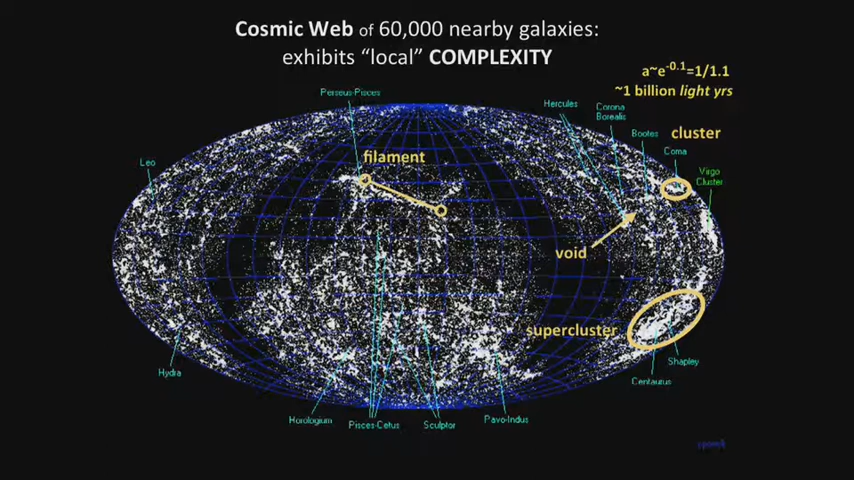 Cosmic Web of 60,000 nearby galaxies:
exhibits “local” COMPLEXITY
a~e^-0.1=1/1.1
~1 billion light yrs
Perseus-Pisces
Hercules
Corona
Borealis
Bootes
cluster
Coma
Virgo
Cluster
Leo
filament
void
supercluster
Shapley
Centaurus
Hydra
Horologium
Pisces-Cetus
Sculptor
Pavo-Indus